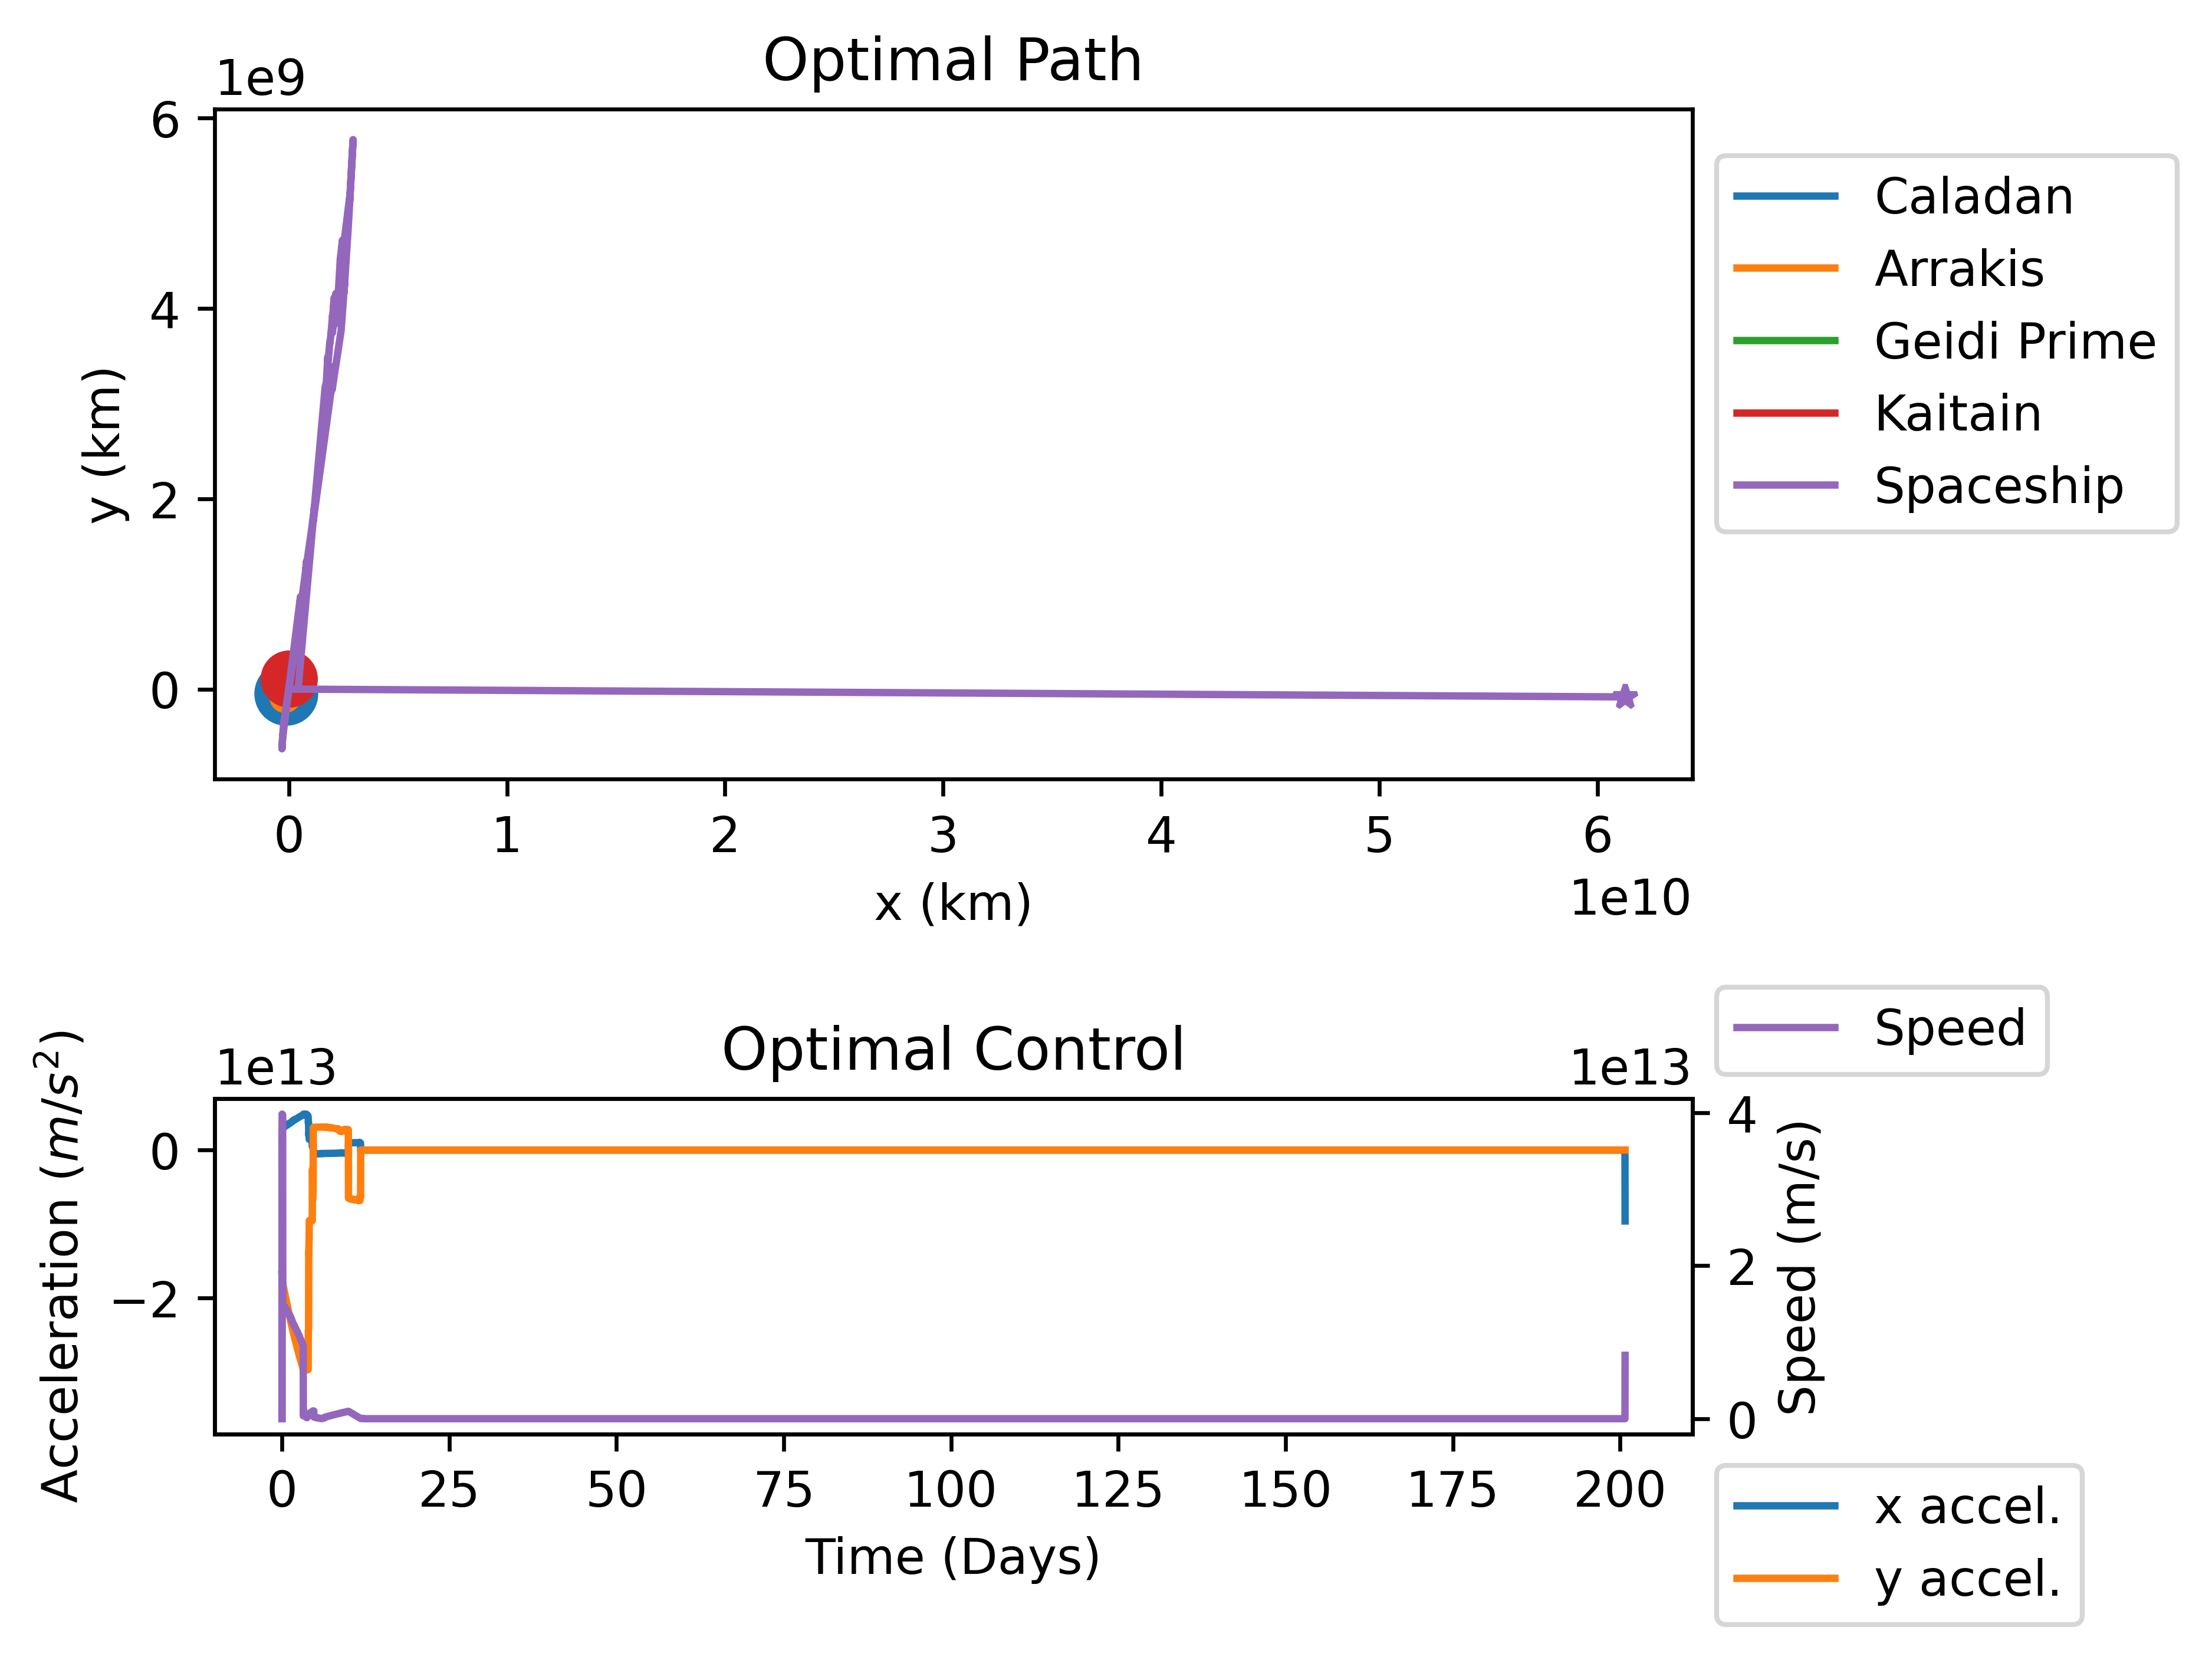 Optimal Path
1e9
6
4
2
0
y (km)
0 1 2 3 4 5 6
x (km)
1e10
Caladan
Arrakis
Geidi Prime
Kaitain
Spaceship
Optimal Control
1e13
1e13
0
−2
Acceleration (m/s²)
4
2
0
Speed (m/s)
0 25 50 75 100 125 150 175 200
Time (Days)
Speed
x accel.
y accel.